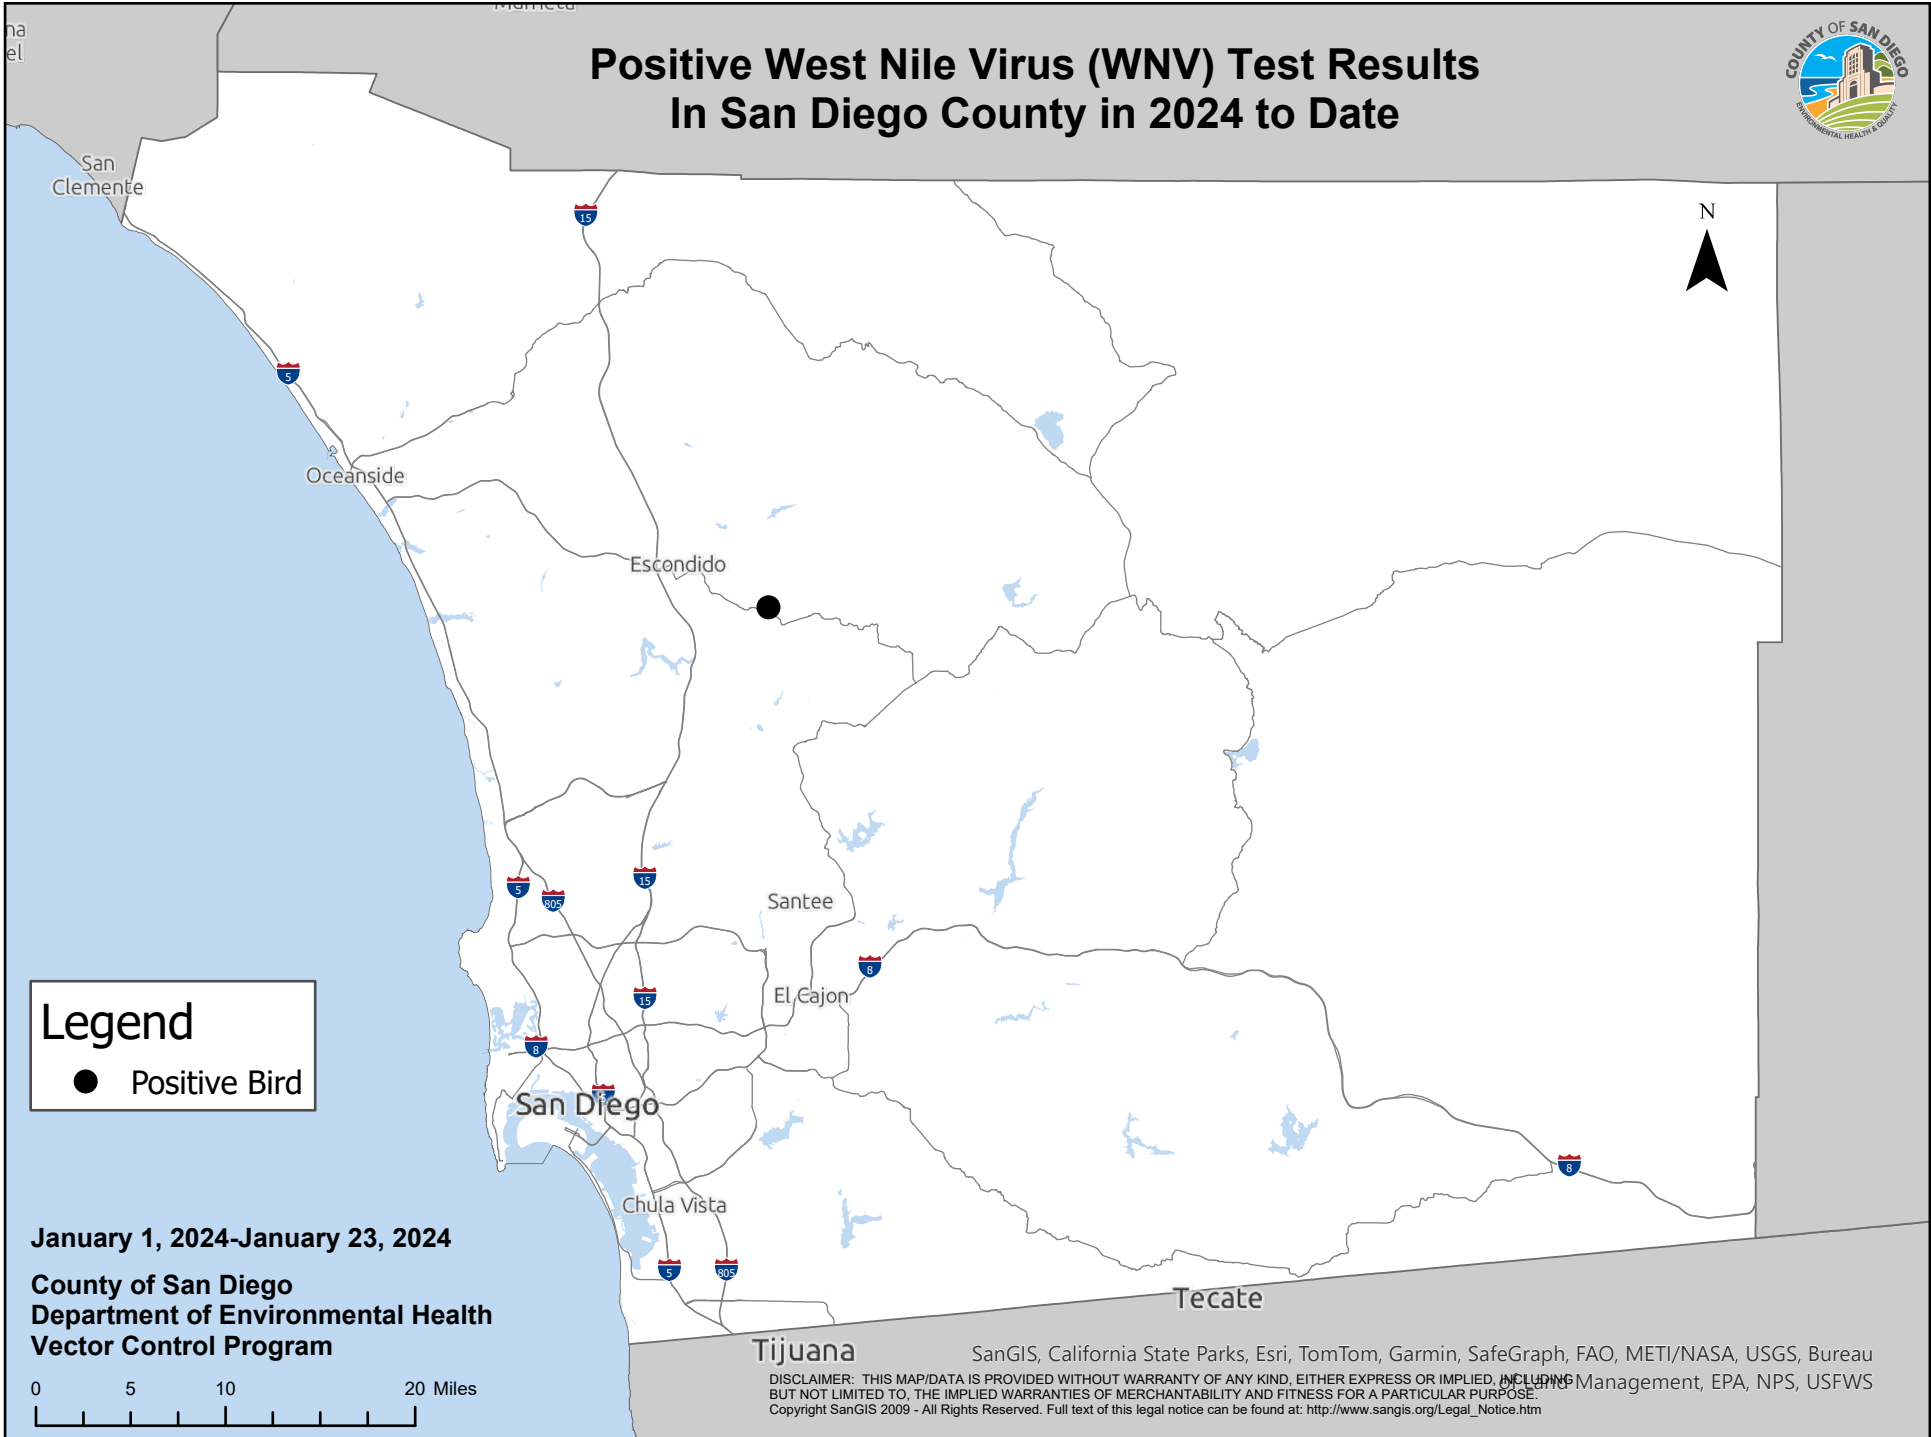 Murrieta
na
el
Positive West Nile Virus (WNV) Test Results
In San Diego County in 2024 to Date
COUNTY OF SAN DIEGO
ENVIRONMENTAL HEALTH & QUALITY
San
Clemente
15
N
5
Oceanside
Escondido
15
5
805
Santee
8
15
El Cajon
Legend
Positive Bird
8
San Diego
8
Chula Vista
5
805
January 1, 2024-January 23, 2024
County of San Diego
Department of Environmental Health
Vector Control Program
0 5 10 20 Miles
Tecate
Tijuana
SanGIS, California State Parks, Esri, TomTom, Garmin, SafeGraph, FAO, METI/NASA, USGS, Bureau
of Land Management, EPA, NPS, USFWS
DISCLAIMER: THIS MAP/DATA IS PROVIDED WITHOUT WARRANTY OF ANY KIND, EITHER EXPRESS OR IMPLIED, INCLUDING
BUT NOT LIMITED TO, THE IMPLIED WARRANTIES OF MERCHANTABILITY AND FITNESS FOR A PARTICULAR PURPOSE.
Copyright SanGIS 2009 - All Rights Reserved. Full text of this legal notice can be found at: http://www.sangis.org/Legal_Notice.htm